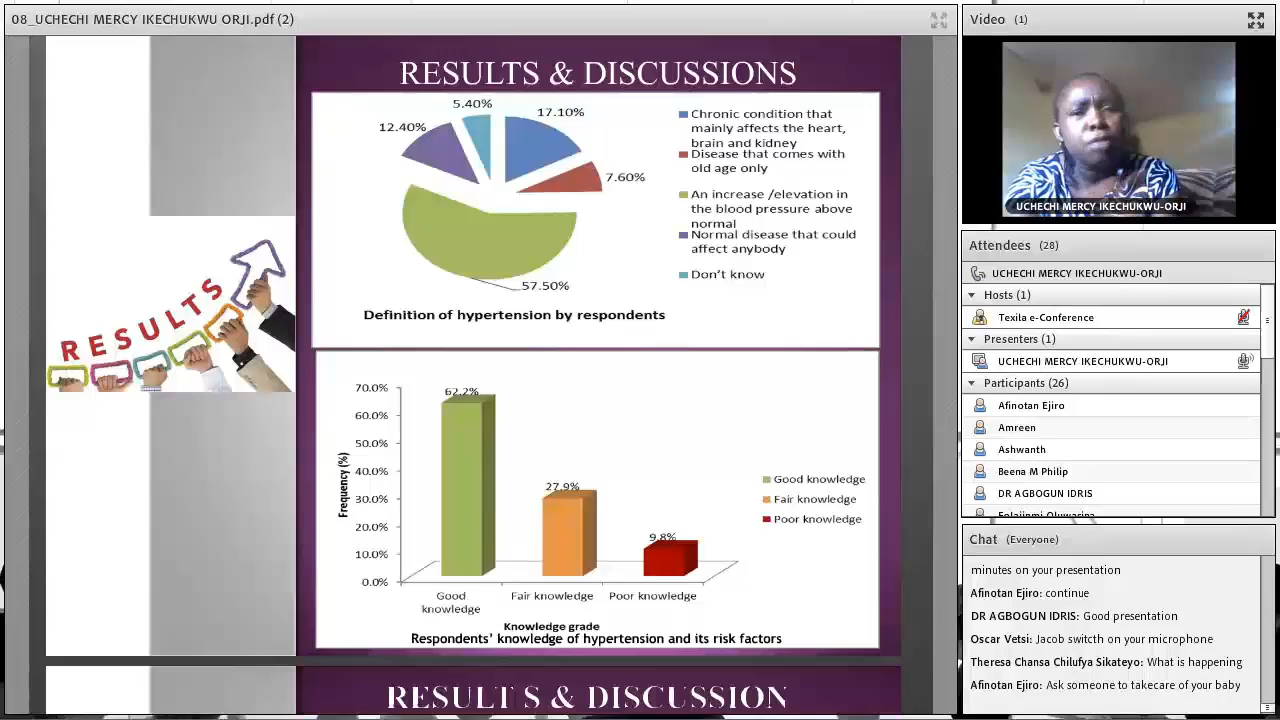 08_UCHECHI MERCY IKECHUKWU ORJI.pdf (2)
RESULTS & DISCUSSIONS
5.40%
17.10%
12.40%
7.60%
57.50%
Chronic condition that
mainly affects the heart,
brain and kidney
Disease that comes with
old age only
An increase /elevation in
the blood pressure above
normal
Normal disease that could
affect anybody
Don't know
Definition of hypertension by respondents
RESULTS
70.0%
60.0%
50.0%
40.0%
30.0%
20.0%
10.0%
0.0%
Frequency (%)
62.2%
27.9%
9.8%
Good
knowledge
Fair knowledge
Poor knowledge
Good knowledge
Fair knowledge
Poor knowledge
Knowledge grade
Respondents' knowledge of hypertension and its risk factors
RESULTS & DISCUSSION
Video (1)
UCHECHI MERCY IKECHUKWU-ORJI
Attendees (28)
UCHECHI MERCY IKECHUKWU-ORJI
Hosts (1)
Texila e-Conference
Presenters (1)
UCHECHI MERCY IKECHUKWU-ORJI
Participants (26)
Afinotan Ejiro
Amreen
Ashwanth
Beena M Philip
DR AGBOGUN IDRIS
Chat (Everyone)
minutes on your presentation
Afinotan Ejiro: continue
DR AGBOGUN IDRIS: Good presentation
Oscar Vetsi: Jacob switcth on your microphone
Theresa Chansa Chilufya Sikateyo: What is happening
Afinotan Ejiro: Ask someone to takecare of your baby